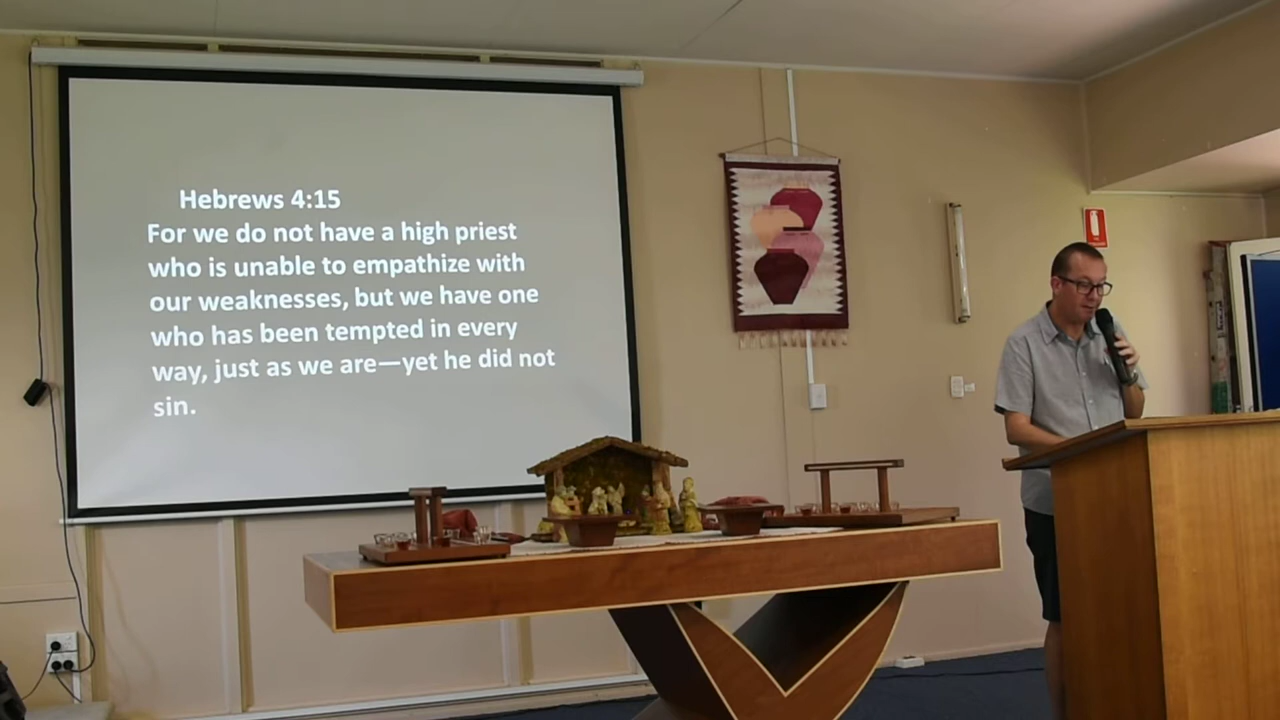 Hebrews 4:15
For we do not have a high priest
who is unable to empathize with
our weaknesses, but we have one
who has been tempted in every
way, just as we are—yet he did not
sin.